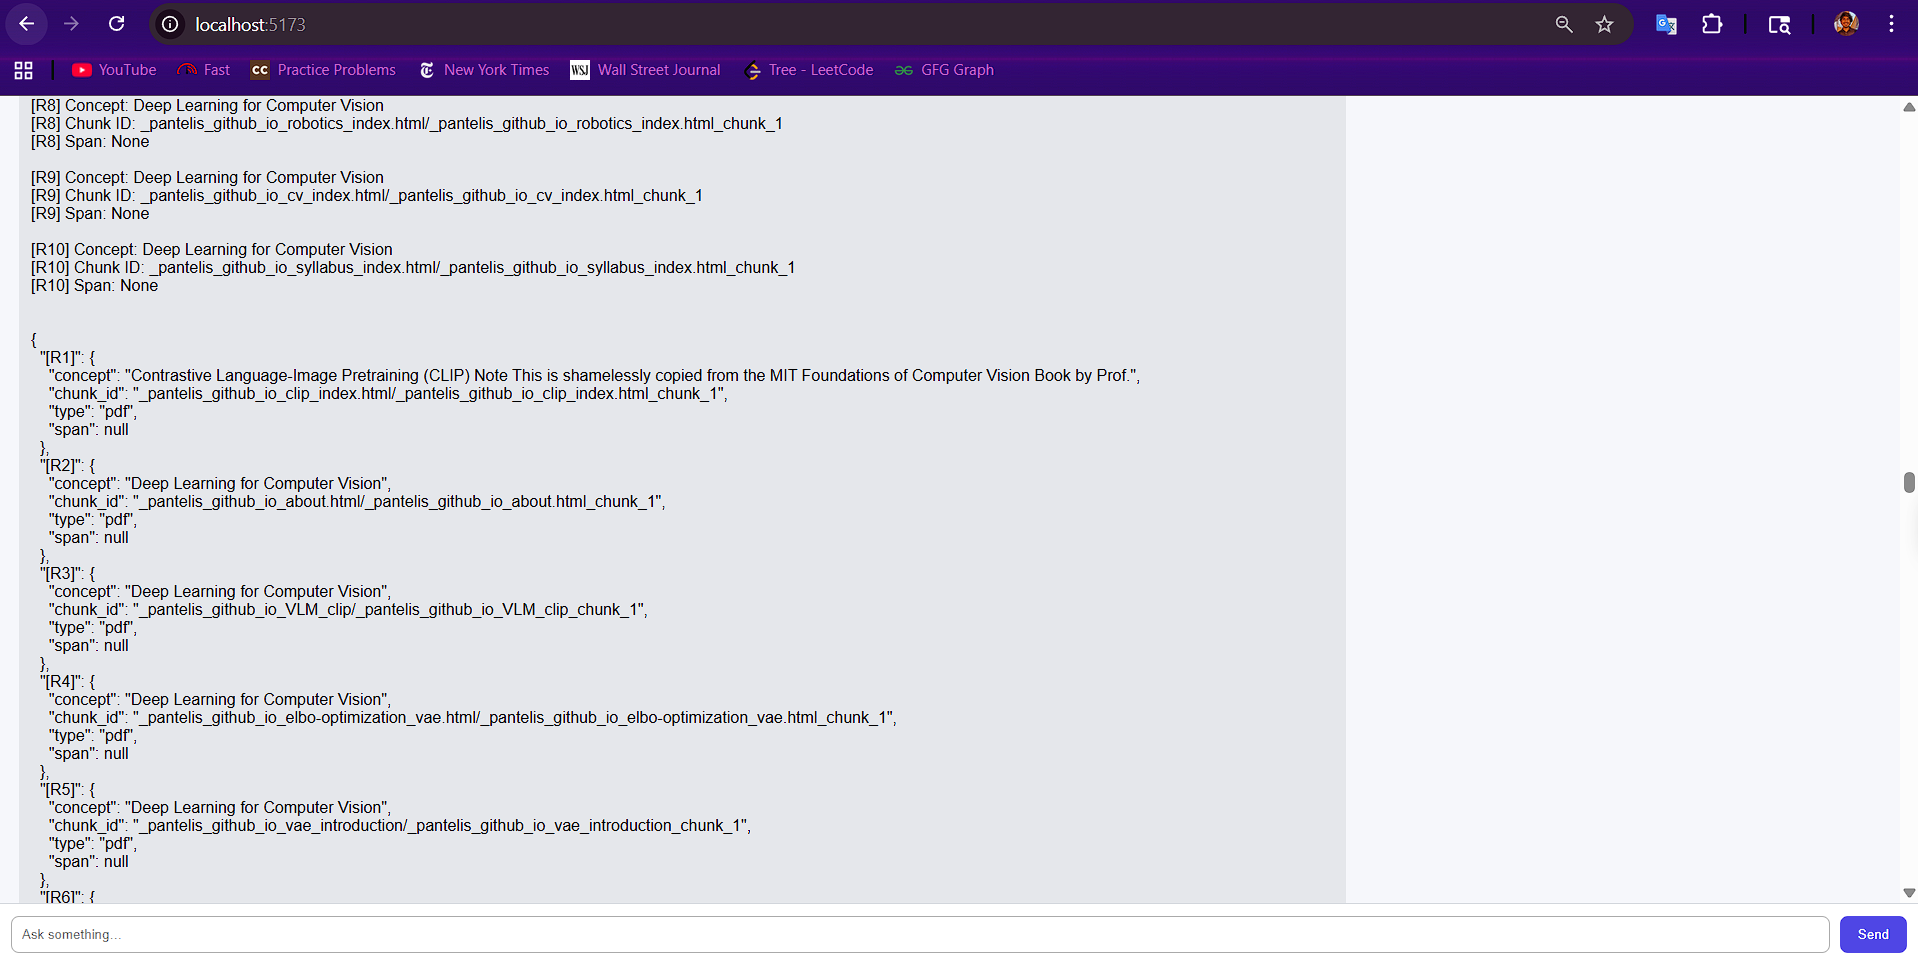 localhost:5173
YouTube Fast CC Practice Problems New York Times WSJ Wall Street Journal Tree - LeetCode GFG Graph
[R8] Concept: Deep Learning for Computer Vision
[R8] Chunk ID: _pantelis_github_io_robotics_index.html/_pantelis_github_io_robotics_index.html_chunk_1
[R8] Span: None
[R9] Concept: Deep Learning for Computer Vision
[R9] Chunk ID: _pantelis_github_io_cv_index.html/_pantelis_github_io_cv_index.html_chunk_1
[R9] Span: None
[R10] Concept: Deep Learning for Computer Vision
[R10] Chunk ID: _pantelis_github_io_syllabus_index.html/_pantelis_github_io_syllabus_index.html_chunk_1
[R10] Span: None
{
"[R1]": {
"concept": "Contrastive Language-Image Pretraining (CLIP) Note This is shamelessly copied from the MIT Foundations of Computer Vision Book by Prof.",
"chunk_id": "_pantelis_github_io_clip_index.html/_pantelis_github_io_clip_index.html_chunk_1",
"type": "pdf",
"span": null
},
"[R2]": {
"concept": "Deep Learning for Computer Vision",
"chunk_id": "_pantelis_github_io_about.html/_pantelis_github_io_about.html_chunk_1",
"type": "pdf",
"span": null
},
"[R3]": {
"concept": "Deep Learning for Computer Vision",
"chunk_id": "_pantelis_github_io_VLM_clip/_pantelis_github_io_VLM_clip_chunk_1",
"type": "pdf",
"span": null
},
"[R4]": {
"concept": "Deep Learning for Computer Vision",
"chunk_id": "_pantelis_github_io_elbo-optimization_vae.html/_pantelis_github_io_elbo-optimization_vae.html_chunk_1",
"type": "pdf",
"span": null
},
"[R5]": {
"concept": "Deep Learning for Computer Vision",
"chunk_id": "_pantelis_github_io_vae_introduction/_pantelis_github_io_vae_introduction_chunk_1",
"type": "pdf",
"span": null
},
"[R6]": {
Ask something...
Send